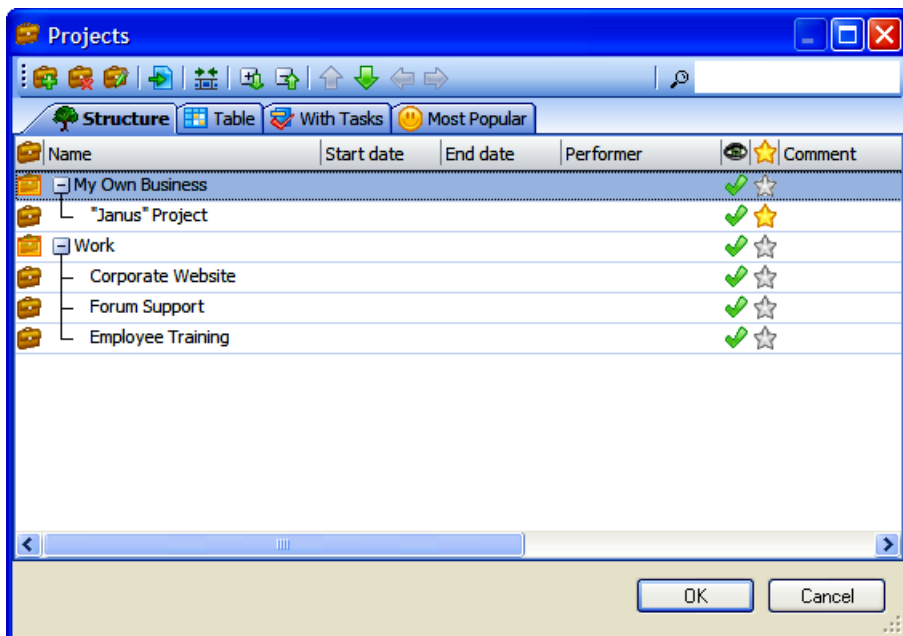 Projects
Structure Table With Tasks Most Popular
Name Start date End date Performer Comment
My Own Business
"Janus" Project
Work
Corporate Website
Forum Support
Employee Training
OK Cancel